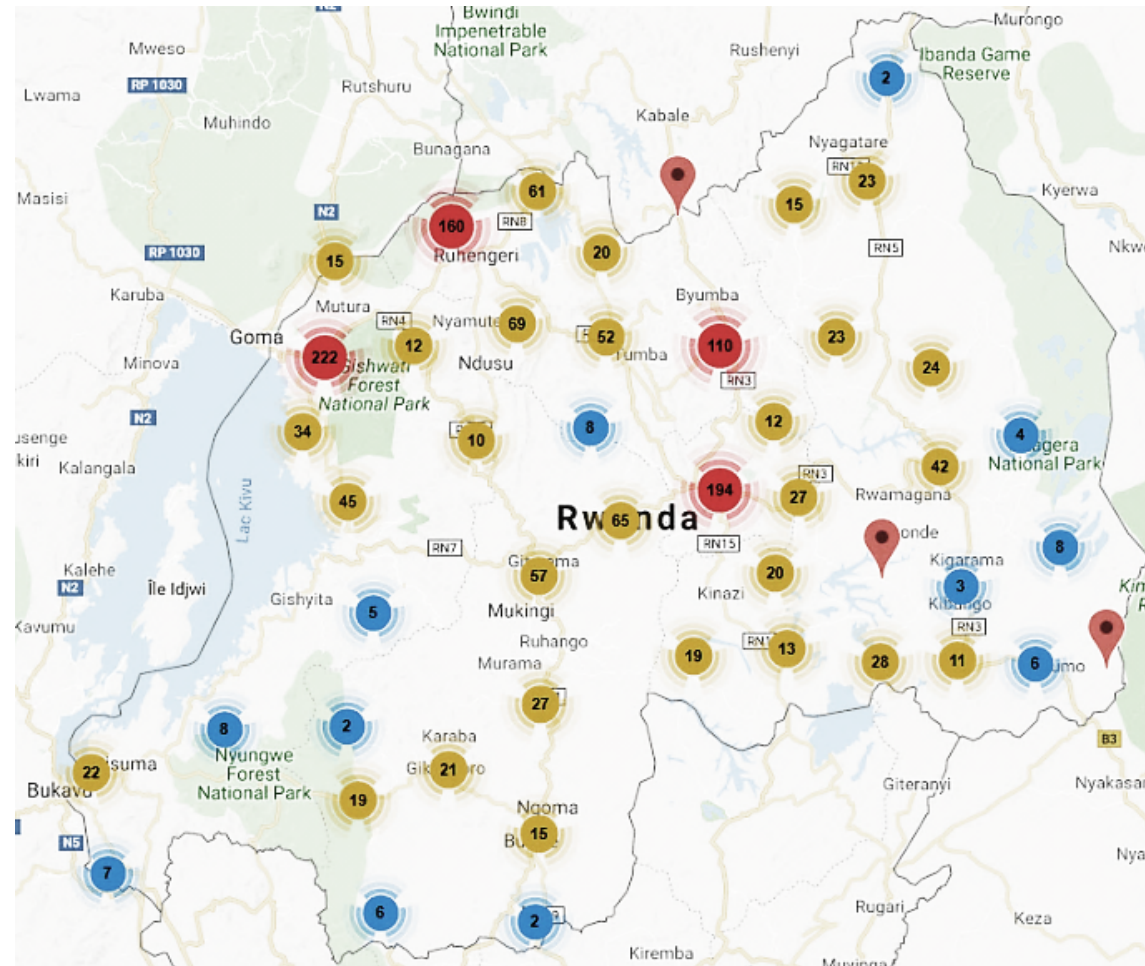 N2
Bwindi
Impenetrable
National Park
Murongo
Mweso
Rushenyi
Ibanda Game
Reserve
RP 1030
Rutshuru
2
Lwama
Muhindo
Kabale
Bunagana
Nyagatare
Masisi
61
23
Kyerwa
N2
160
RN8
15
RP 1030
Ruhengeri
20
RN5
15
Karuba
Mutura
Byumba
Goma
RN4
Nyamute
69
52
110
23
Minova
222
12
Ndusu
Gishwati
Forest
National Park
RN3
24
N2
34
10
8
12
4
Kalangala
42
National Park
Lac Kivu
45
194
27
RN3
Rwamagana
65
RN15
RN7
57
20
Kigarama
8
Kalehe
N2
Île Idjwi
Gishyita
5
Mukingi
Kinazi
3
Kibungo
Kavumu
Ruhango
RN3
Murama
19
13
28
11
6
27
8
2
Karaba
B3
Nyungwe
Forest
National Park
22
21
Bukavu
19
Giteranyi
Ngoma
15
N5
7
6
2
Rugari
Keza
Kiremba